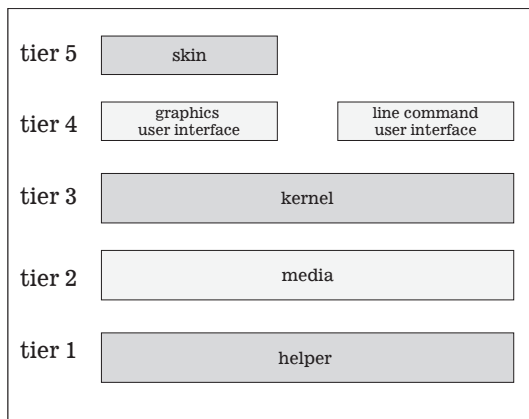 tier 5
skin
tier 4
graphics
user interface
line command
user interface
tier 3
kernel
tier 2
media
tier 1
helper